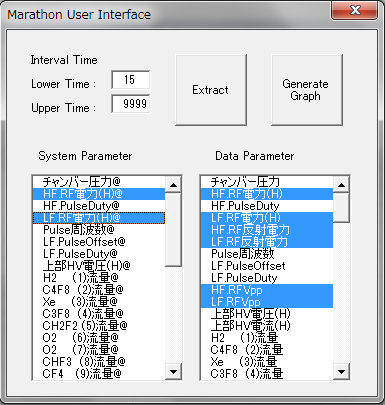 Marathon User Interface
Interval Time
Lower Time : 15
Upper Time : 9999
Extract
Generate
Graph
System Parameter
チャンバー圧力@
HF.RF電力(H)@
HF.PulseDuty@
LF.RF電力(H)@
Pulse周波数@
LF.PulseOffset@
LF.PulseDuty@
上部HV電圧(H)@
H2 (1)流量@
C4F8 (2)流量@
Xe (3)流量@
C3F8 (4)流量@
CH2F2 (5)流量@
O2 (6)流量@
O2 (7)流量@
CHF3 (8)流量@
CF4 (9)流量@
Data Parameter
チャンバー圧力
HF.RF電力(H)
HF.PulseDuty
LF.RF電力(H)
HF.RF反射電力
LF.RF反射電力
Pulse周波数
LF.PulseOffset
LF.PulseDuty
HF.RFVpp
LF.RFVpp
上部HV電圧(H)
上部HV電流(H)
H2 (1)流量
C4F8 (2)流量
Xe (3)流量
C3F8 (4)流量